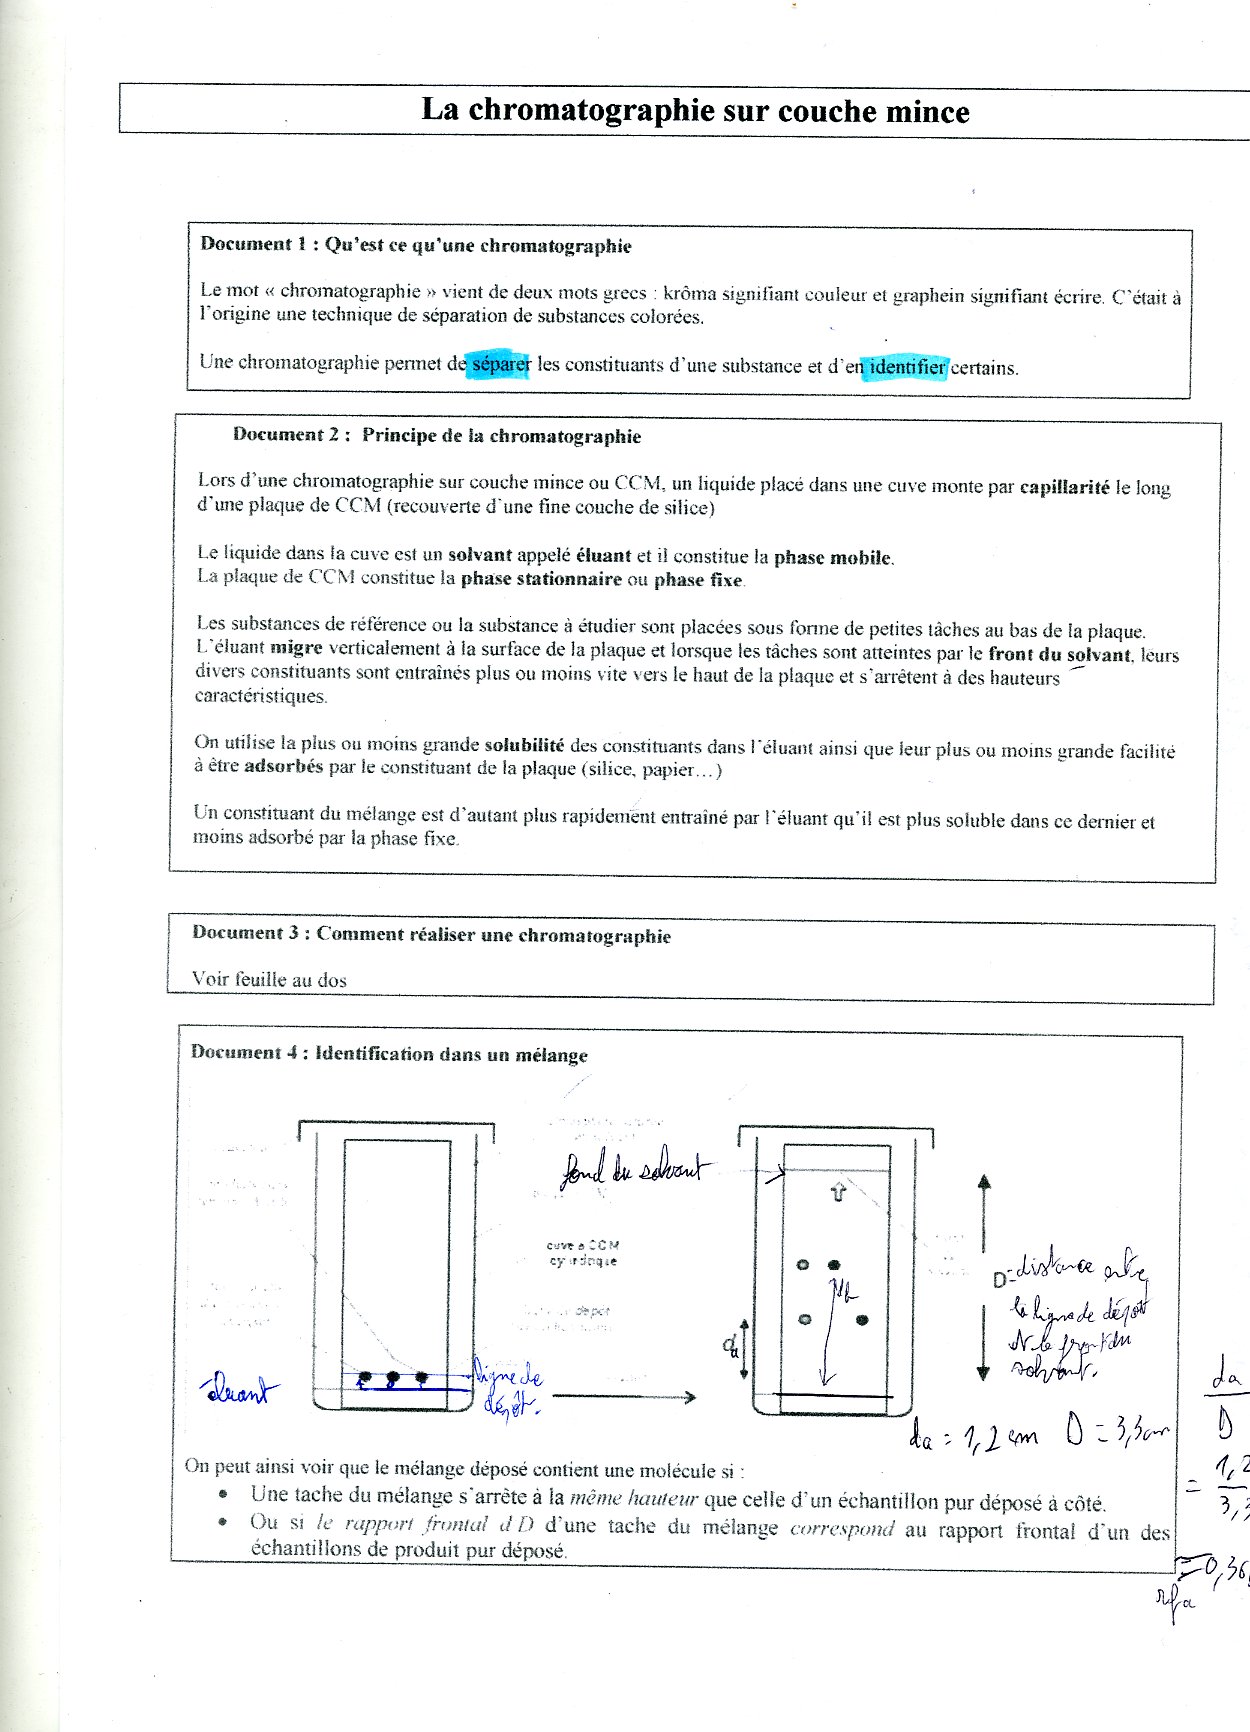 La chromatographie sur couche mince
Document 1 : Qu'est ce qu'une chromatographie
Le mot « chromatographie » vient de deux mots grecs : krôma signifiant couleur et graphein signifiant écrire. C'était à
l'origine une technique de séparation de substances colorées.
Une chromatographie permet de séparer les constituants d'une substance et d'en identifier certains.
Document 2 : Principe de la chromatographie
Lors d'une chromatographie sur couche mince ou CCM, un liquide placé dans une cuve monte par capillarité le long
d'une plaque de CCM (recouverte d'une fine couche de silice)
Le liquide dans la cuve est un solvant appelé éluant et il constitue la phase mobile.
La plaque de CCM constitue la phase stationnaire ou phase fixe.
Les substances de référence ou la substance à étudier sont placées sous forme de petites tâches au bas de la plaque.
L'éluant migre verticalement à la surface de la plaque et lorsque les tâches sont atteintes par le front du solvant, leurs
divers constituants sont entraînés plus ou moins vite vers le haut de la plaque et s'arrêtent à des hauteurs
caractéristiques.
On utilise la plus ou moins grande solubilité des constituants dans l'éluant ainsi que leur plus ou moins grande facilité
à être adsorbés par le constituant de la plaque (silice, papier…)
Un constituant du mélange est d'autant plus rapidement entraîné par l'éluant qu'il est plus soluble dans ce dernier et
moins adsorbé par la phase fixe.
Document 3 : Comment réaliser une chromatographie
Voir feuille au dos
Document 4 : Identification dans un mélange
fond du solvant
cuve à CCM
cylindrique
dépôt
D = distance entre
la ligne de dépôt
et le front du
solvant.
da
éluant
ligne de
dépôt.
da = 1,2 cm D = 3,3 cm
da
D
= 1,2
3,3
= 0,36
rfa
On peut ainsi voir que le mélange déposé contient une molécule si :
• Une tache du mélange s'arrête à la même hauteur que celle d'un échantillon pur déposé à côté.
• Ou si le rapport frontal d D d'une tache du mélange correspond au rapport frontal d'un des
échantillons de produit pur déposé.